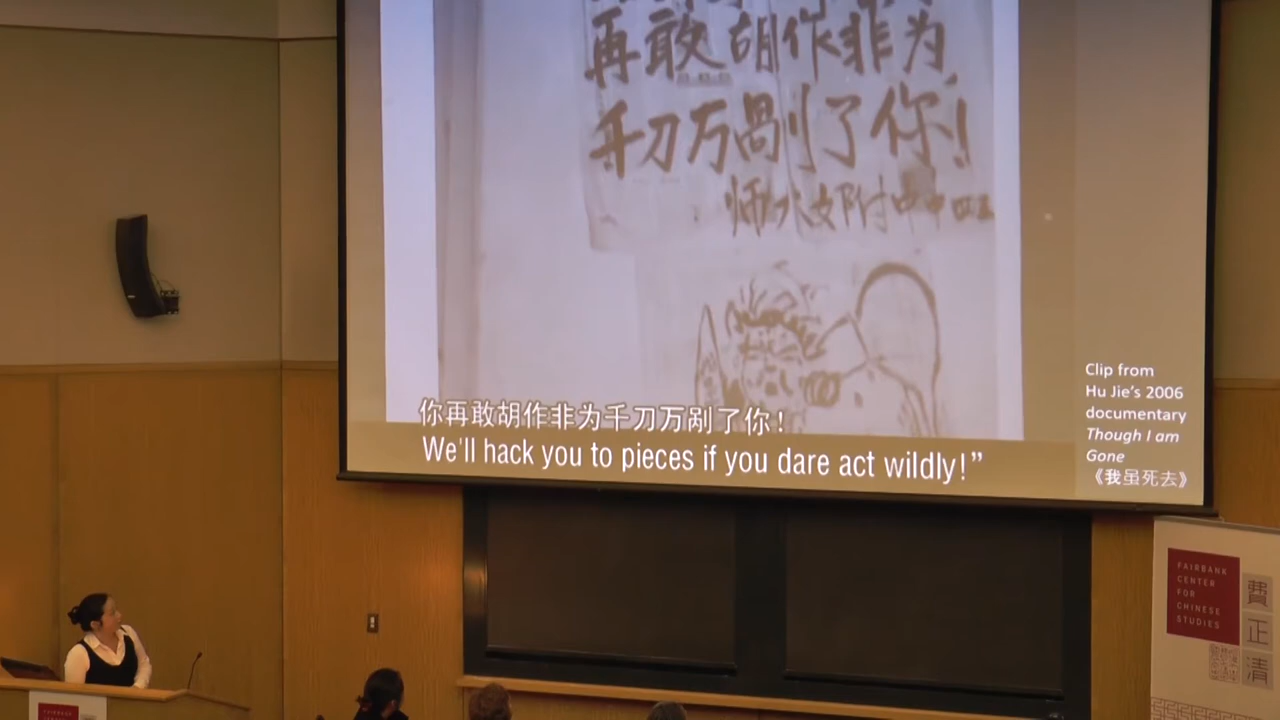 再敢胡作非为
千刀万剐了你!
师大女附中
你再敢胡作非为千刀万剐了你!
We'll hack you to pieces if you dare act wildly!”
Clip from
Hu Jie's 2006
documentary
Though I am
Gone
《我虽死去》
FAIRBANK
CENTER
FOR
CHINESE
STUDIES
費
正
清